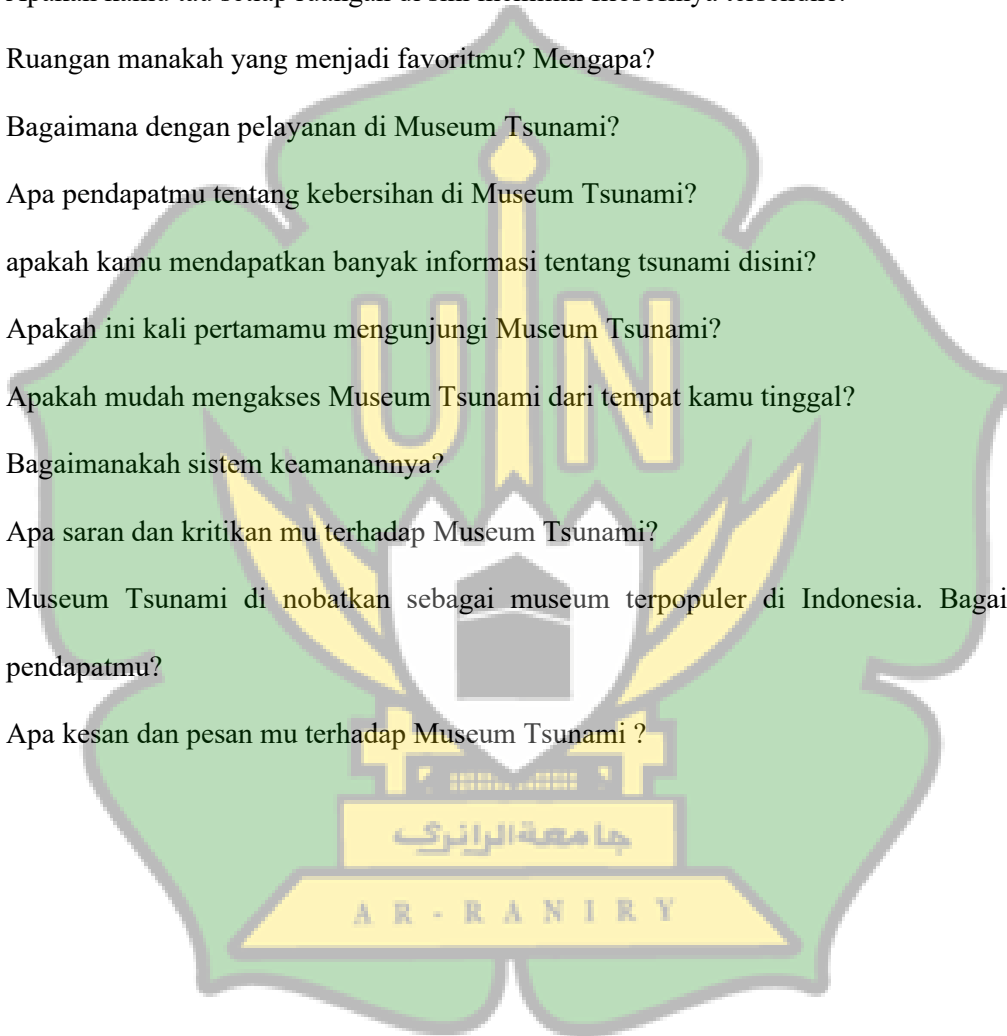 Ruangan manakah yang menjadi favoritmu? Mengapa?
Bagaimana dengan pelayanan di Museum Tsunami?
Apa pendapatmu tentang kebersihan di Museum Tsunami?
apakah kamu mendapatkan banyak informasi tentang tsunami disini?
Apakah ini kali pertamamu mengunjungi Museum Tsunami?
Apakah mudah mengakses Museum Tsunami dari tempat kamu tinggal?
Bagaimanakah sistem keamanannya?
Apa saran dan kritikan mu terhadap Museum Tsunami?
Museum Tsunami di nobatkan sebagai museum terpopuler di Indonesia. Bagai
pendapatmu?
Apa kesan dan pesan mu terhadap Museum Tsunami ?
UIN
جامعة الرانري
AR-RANIRY